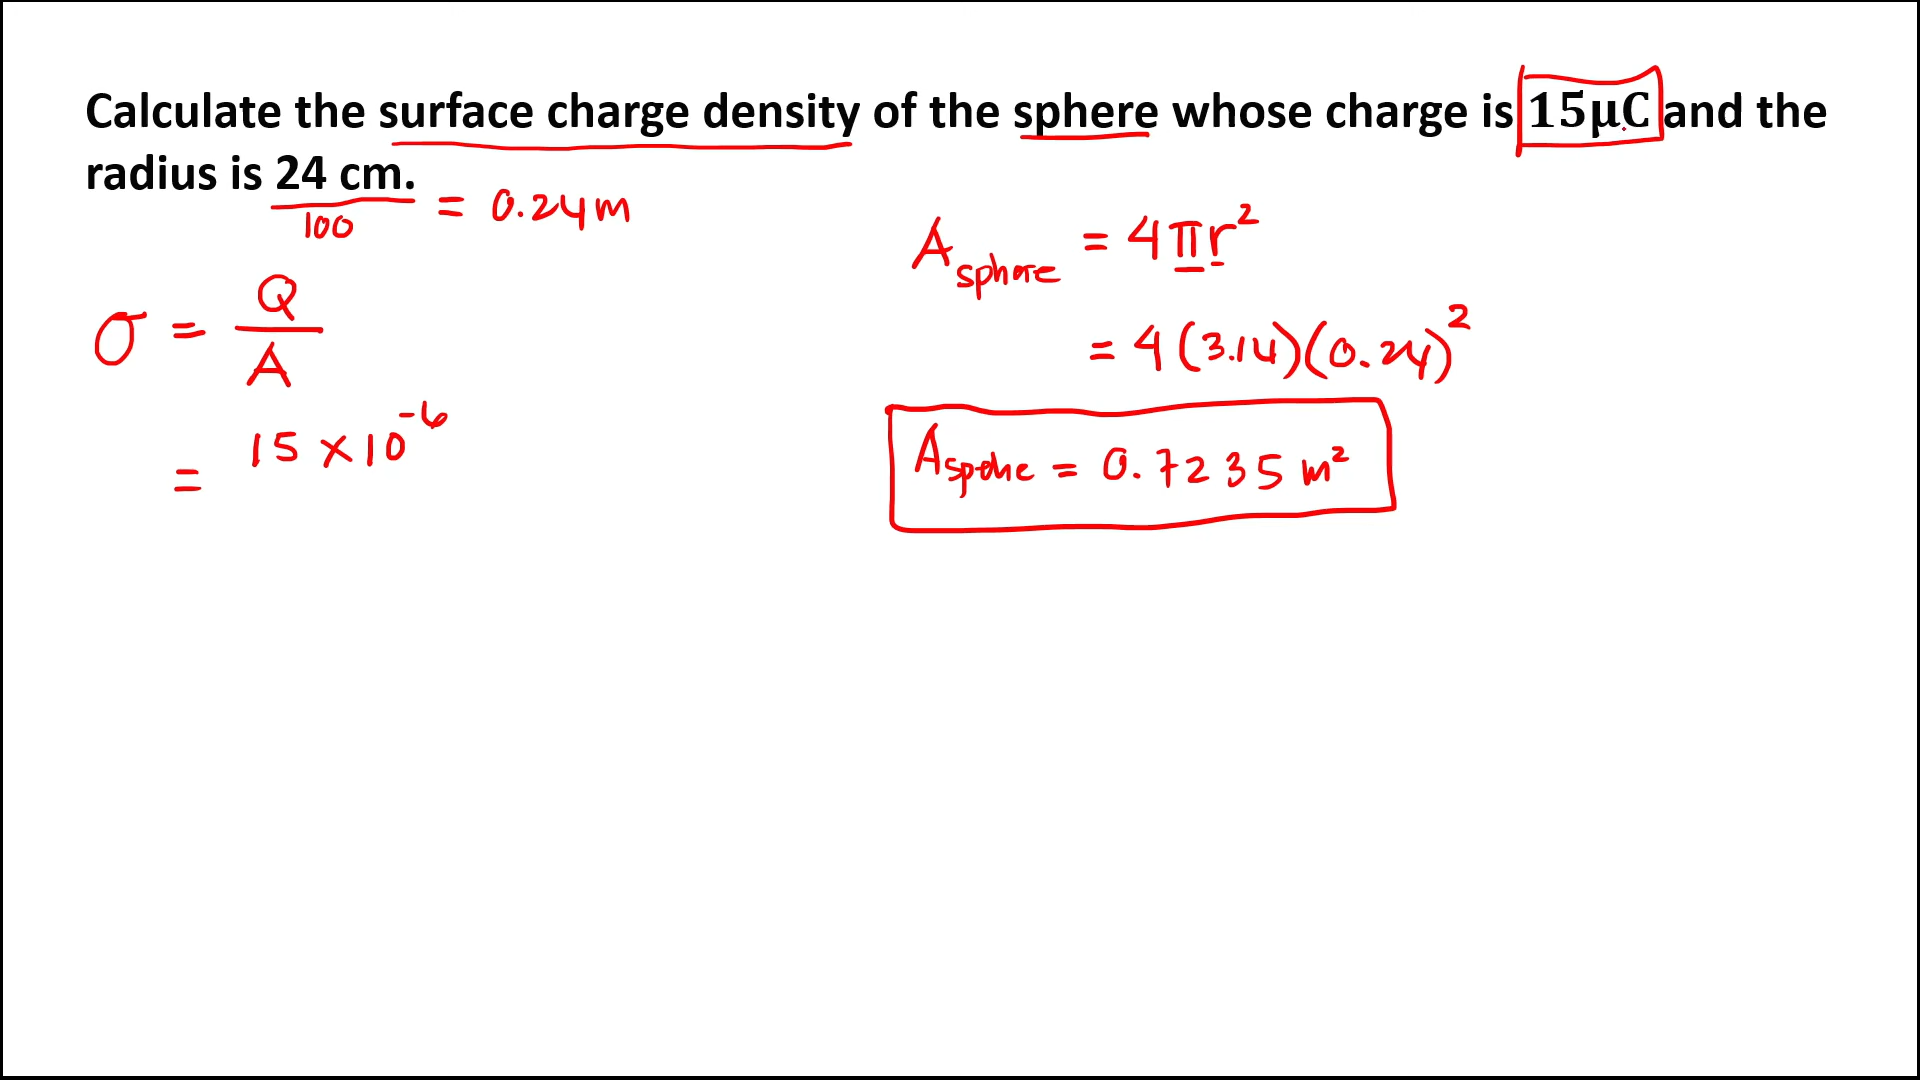 Calculate the surface charge density of the sphere whose charge is 15μC and the
radius is 24 cm.
100
= 0.24m
σ = Q / A
= 15 × 10⁻⁶
A sphere = 4πr²
= 4(3.14)(0.24)²
A sphere = 0.7235 m²